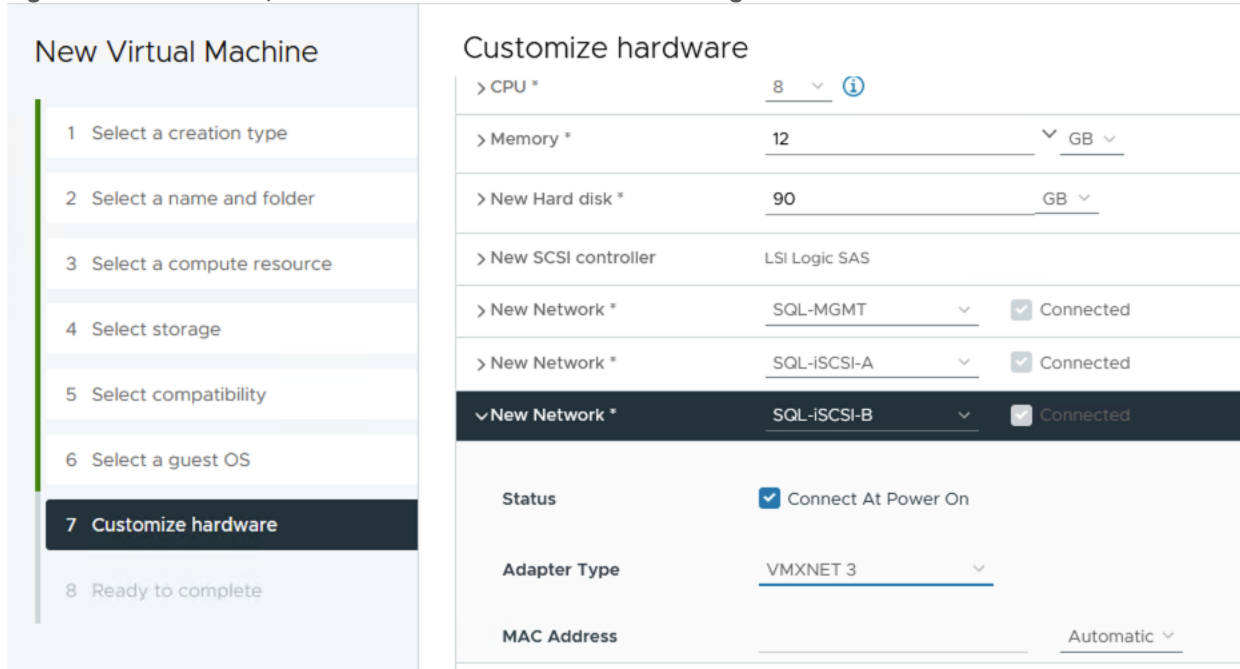 New Virtual Machine
1 Select a creation type
2 Select a name and folder
3 Select a compute resource
4 Select storage
5 Select compatibility
6 Select a guest OS
7 Customize hardware
8 Ready to complete
Customize hardware
CPU * 8
Memory * 12 GB
New Hard disk * 90 GB
New SCSI controller LSI Logic SAS
New Network * SQL-MGMT Connected
New Network * SQL-iSCSI-A Connected
New Network * SQL-iSCSI-B Connected
Status Connect At Power On
Adapter Type VMXNET 3
MAC Address Automatic